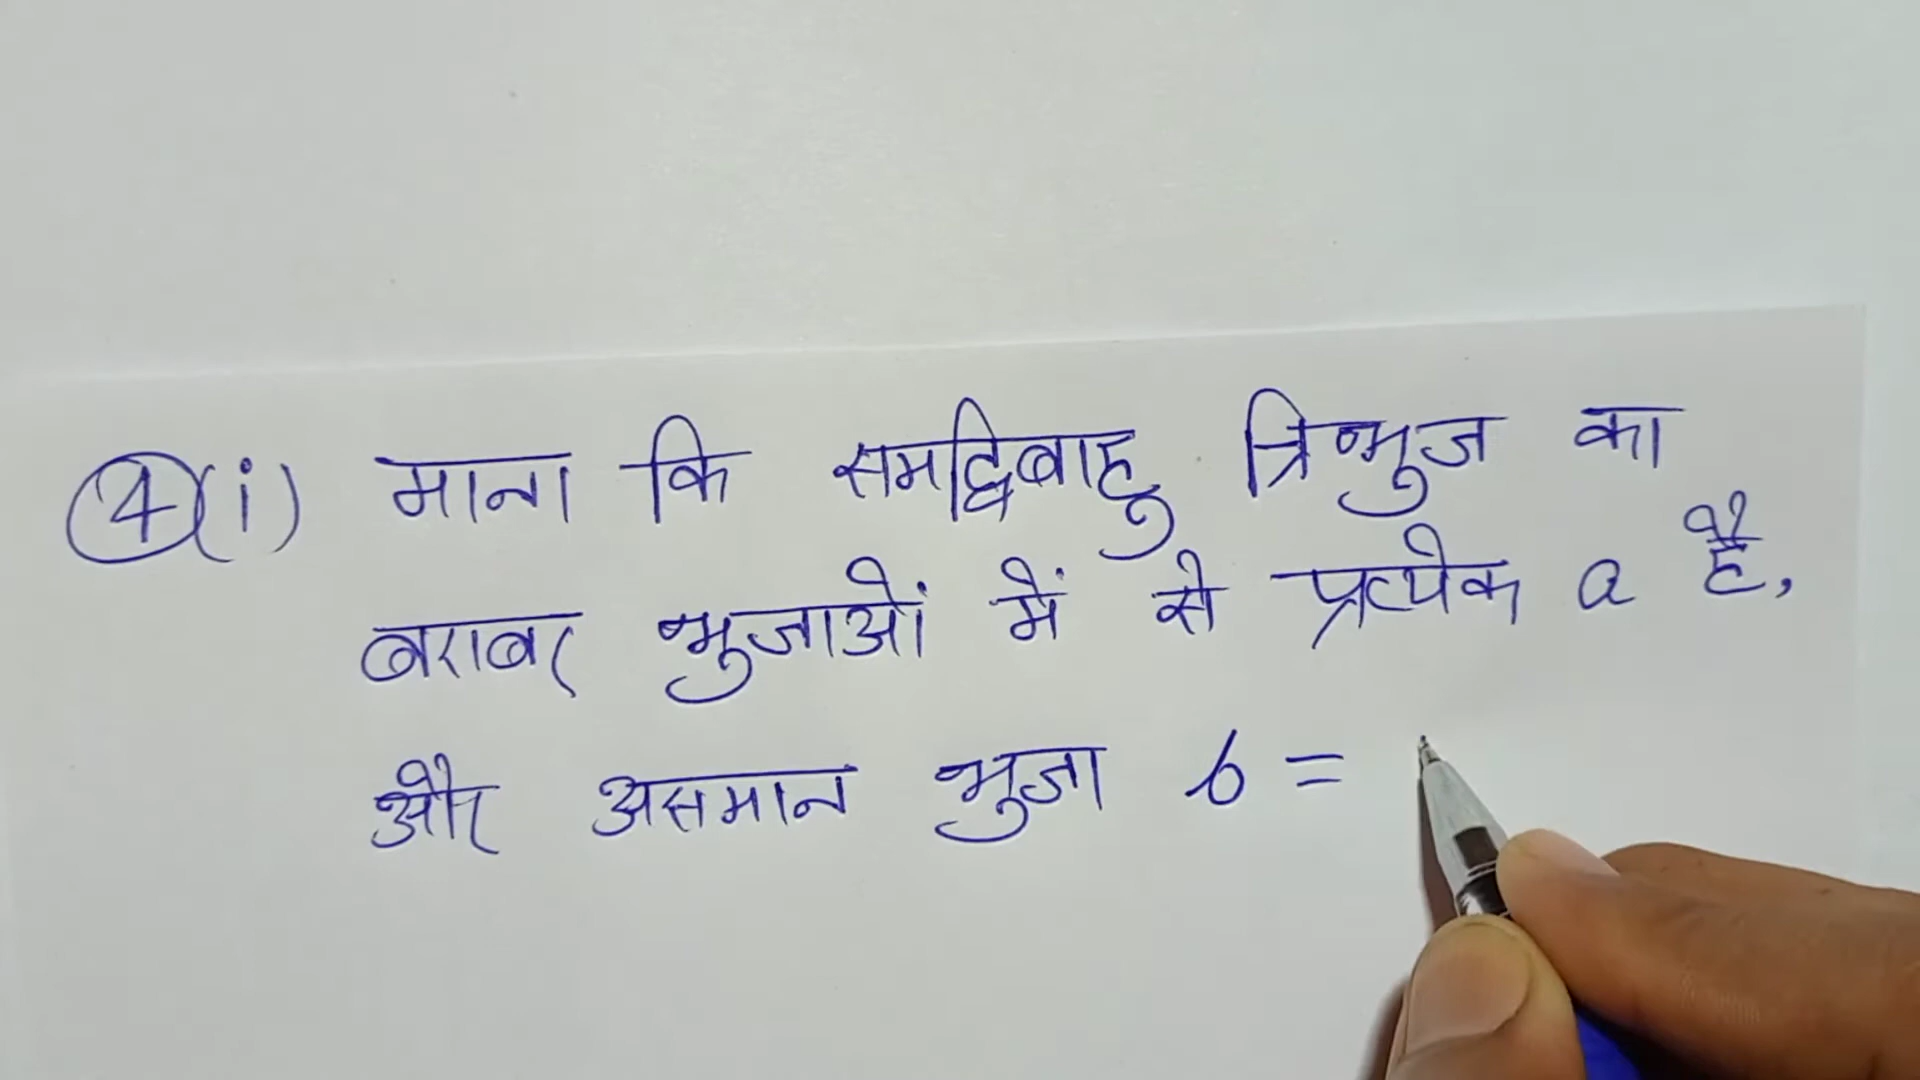 4(i) माना कि समद्विबाहु त्रिभुज का
बराबर भुजाओं में से प्रत्येक a है,
और असमान भुजा b =